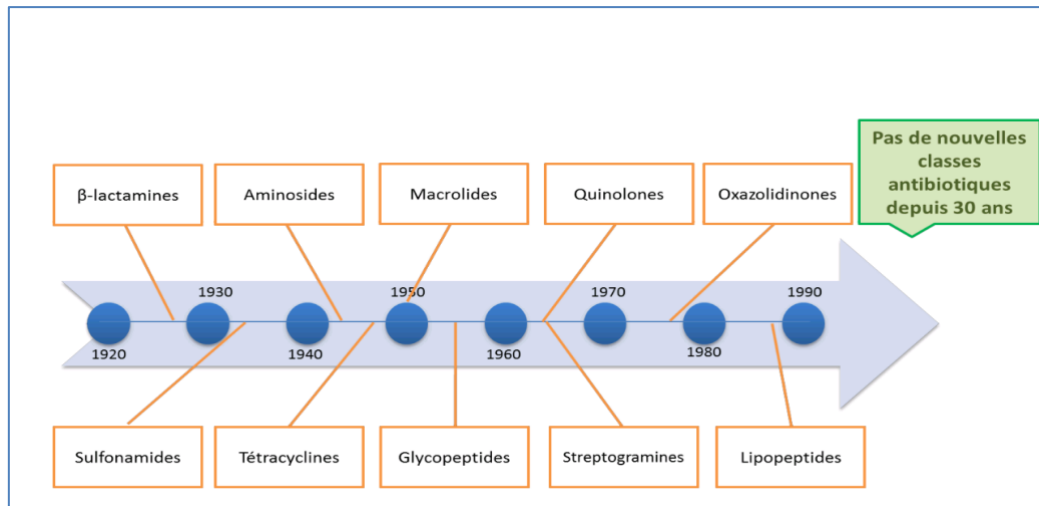 Pas de nouvelles
classes
antibiotiques
depuis 30 ans
β-lactamines
Aminosides
Macrolides
Quinolones
Oxazolidinones
1930
1950
1970
1990
1920
1940
1960
1980
Sulfonamides
Tétracyclines
Glycopeptides
Streptogramines
Lipopeptides